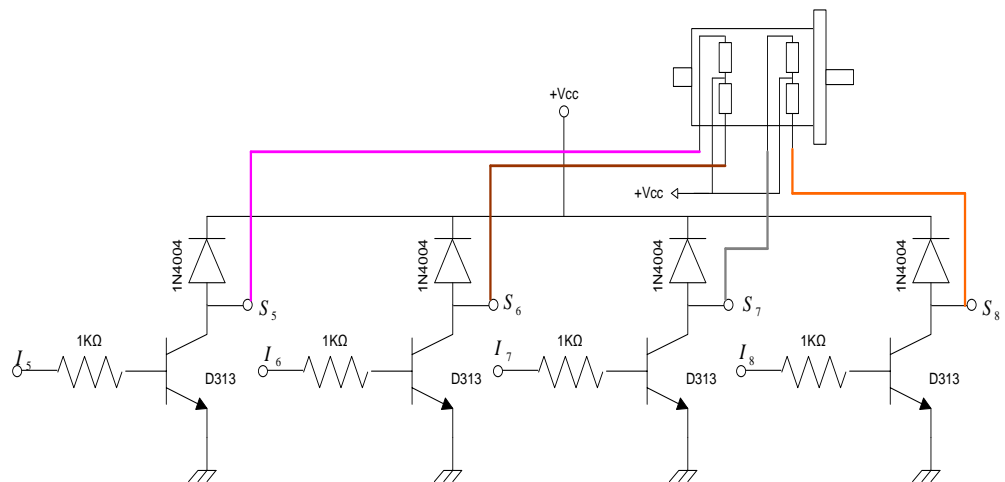 +Vcc
+Vcc
1N4004
1N4004
1N4004
1N4004
S5
S6
S7
S8
1KΩ
1KΩ
1KΩ
1KΩ
I5
I6
I7
I8
D313
D313
D313
D313